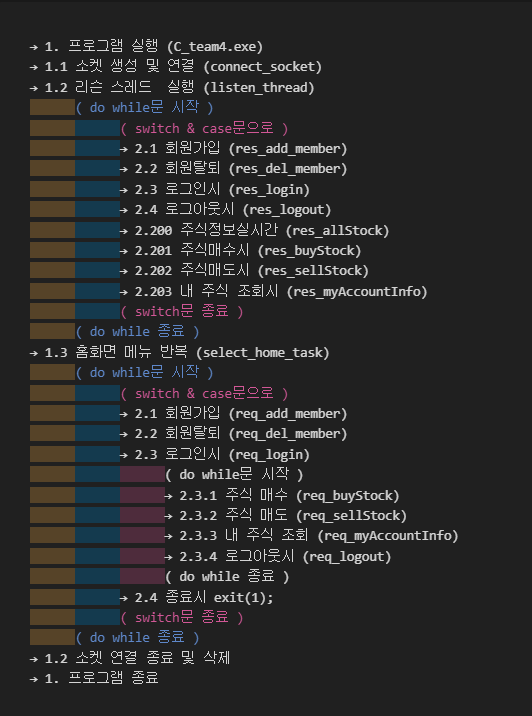 → 1. 프로그램 실행 (C_team4.exe)
→ 1.1 소켓 생성 및 연결 (connect_socket)
→ 1.2 리슨 스레드  실행 (listen_thread)
( do while문 시작 )
( switch & case문으로 )
→ 2.1 회원가입 (res_add_member)
→ 2.2 회원탈퇴 (res_del_member)
→ 2.3 로그인시 (res_login)
→ 2.4 로그아웃시 (res_logout)
→ 2.200 주식정보실시간 (res_allStock)
→ 2.201 주식매수시 (res_buyStock)
→ 2.202 주식매도시 (res_sellStock)
→ 2.203 내 주식 조회시 (res_myAccountInfo)
( switch문 종료 )
( do while 종료 )
→ 1.3 홈화면 메뉴 반복 (select_home_task)
( do while문 시작 )
( switch & case문으로 )
→ 2.1 회원가입 (req_add_member)
→ 2.2 회원탈퇴 (req_del_member)
→ 2.3 로그인시 (req_login)
( do while문 시작 )
→ 2.3.1 주식 매수 (req_buyStock)
→ 2.3.2 주식 매도 (req_sellStock)
→ 2.3.3 내 주식 조회 (req_myAccountInfo)
→ 2.3.4 로그아웃시 (req_logout)
( do while 종료 )
→ 2.4 종료시 exit(1);
( switch문 종료 )
( do while 종료 )
→ 1.2 소켓 연결 종료 및 삭제
→ 1. 프로그램 종료